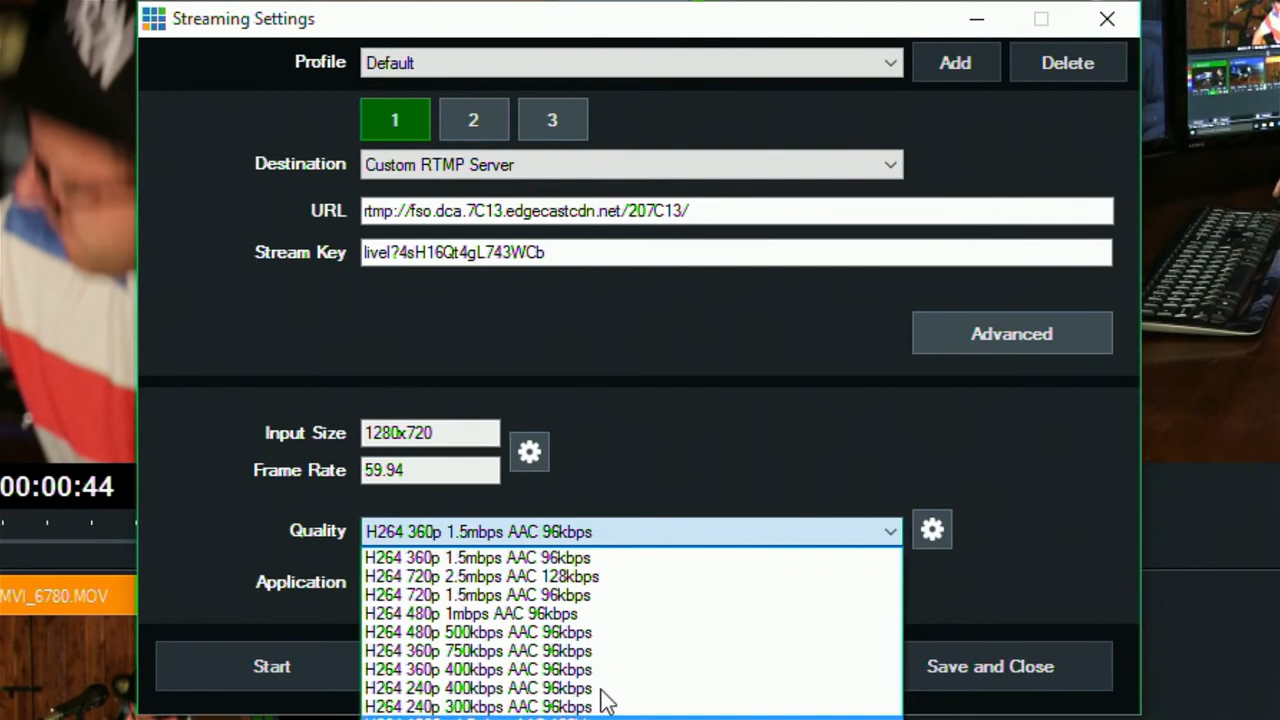 Streaming Settings
Profile Default Add Delete
1 2 3
Destination Custom RTMP Server
URL rtmp://fso.dca.7C13.edgecastcdn.net/207C13/
Stream Key livel?4sH16Qt4gL743WCb
Advanced
Input Size 1280x720
Frame Rate 59.94
00:00:44
Quality H264 360p 1.5mbps AAC 96kbps
H264 360p 1.5mbps AAC 96kbps
H264 720p 2.5mbps AAC 128kbps
Application
H264 720p 1.5mbps AAC 96kbps
MVI_6780.MOV
H264 480p 1mbps AAC 96kbps
H264 480p 500kbps AAC 96kbps
H264 360p 750kbps AAC 96kbps
Start
Save and Close
H264 360p 400kbps AAC 96kbps
H264 240p 400kbps AAC 96kbps
H264 240p 300kbps AAC 96kbps